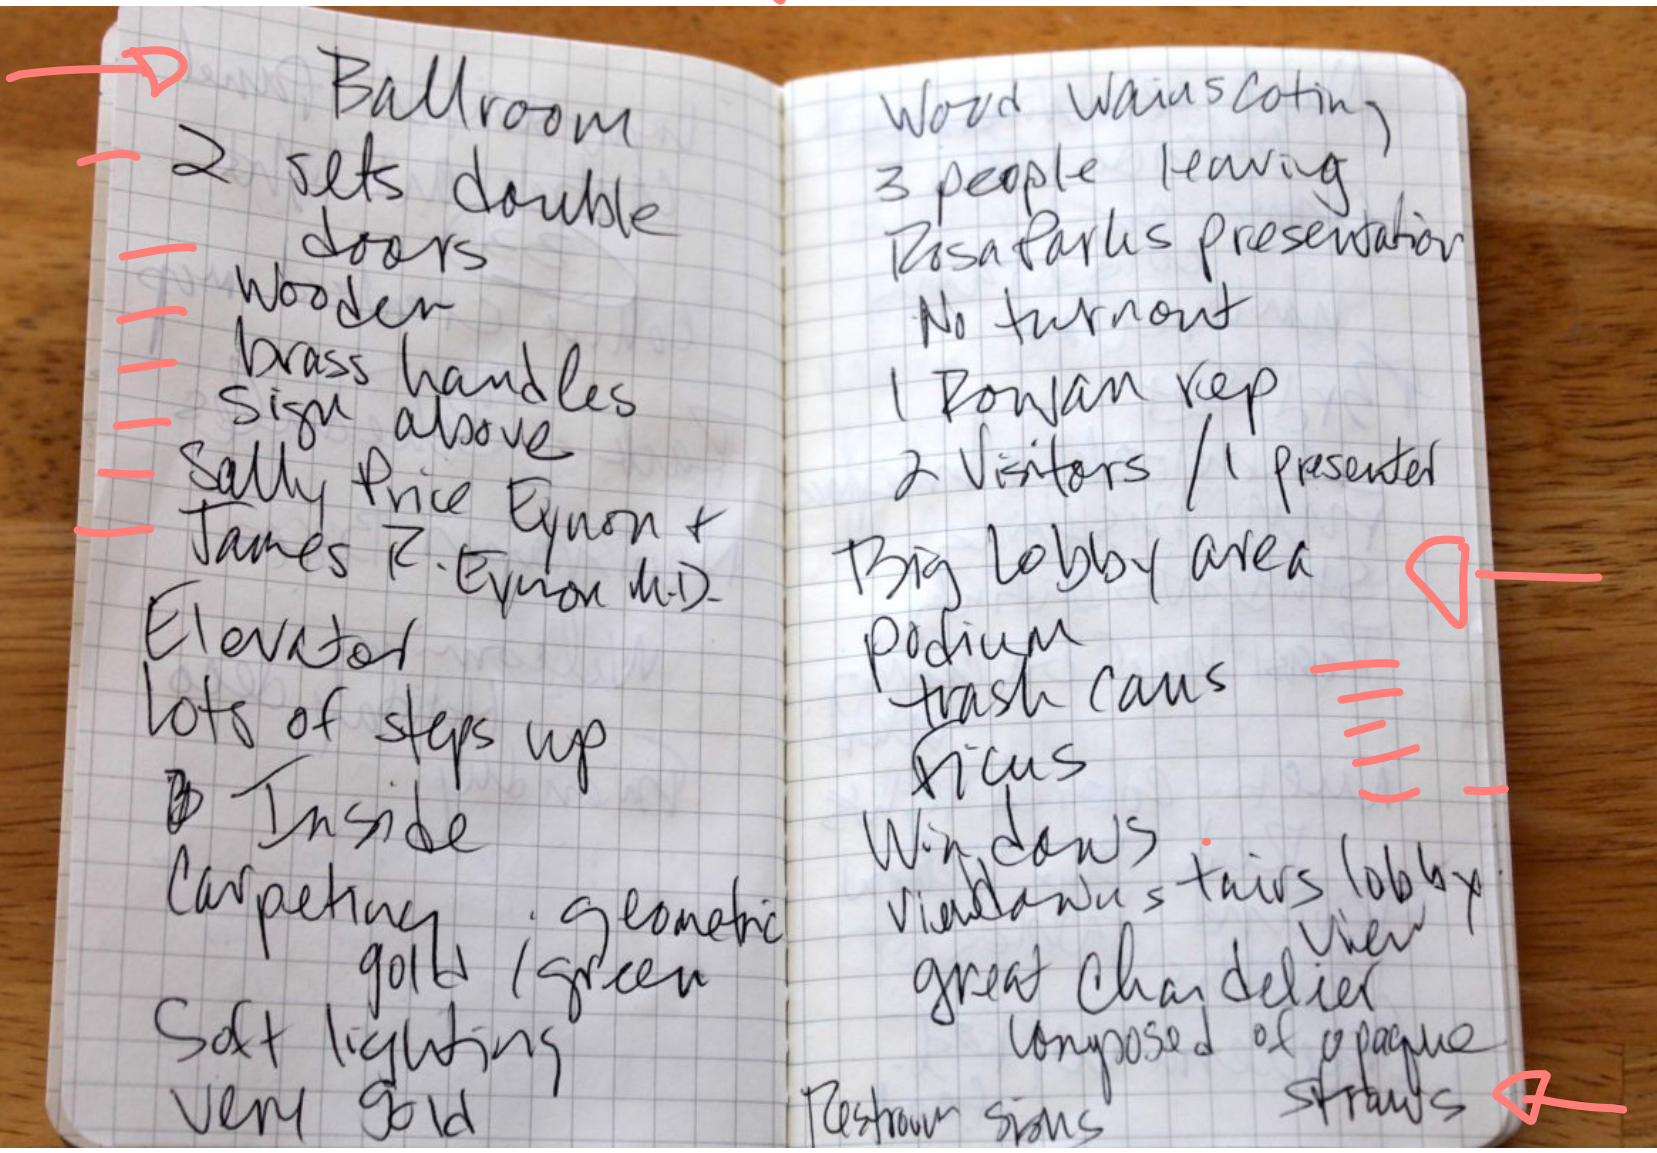 Ballroom
2 sets double
doors
Wooden
brass handles
sign above
Sally Price Eynon +
James R. Eynon M.D.
Elevator
lots of steps up
Inside
Carpeting . geometric
gold / green
Soft lighting
very gold
Wood Wainscoting
3 people leaving
Rosa Parks presentation
No turnout
1 Rowan rep
2 Visitors / 1 presenter
Big lobby area
podium
trash cans
ficus
Windows
view downstairs lobby
view
great Chandelier
composed of opaque
straws
Restroom signs